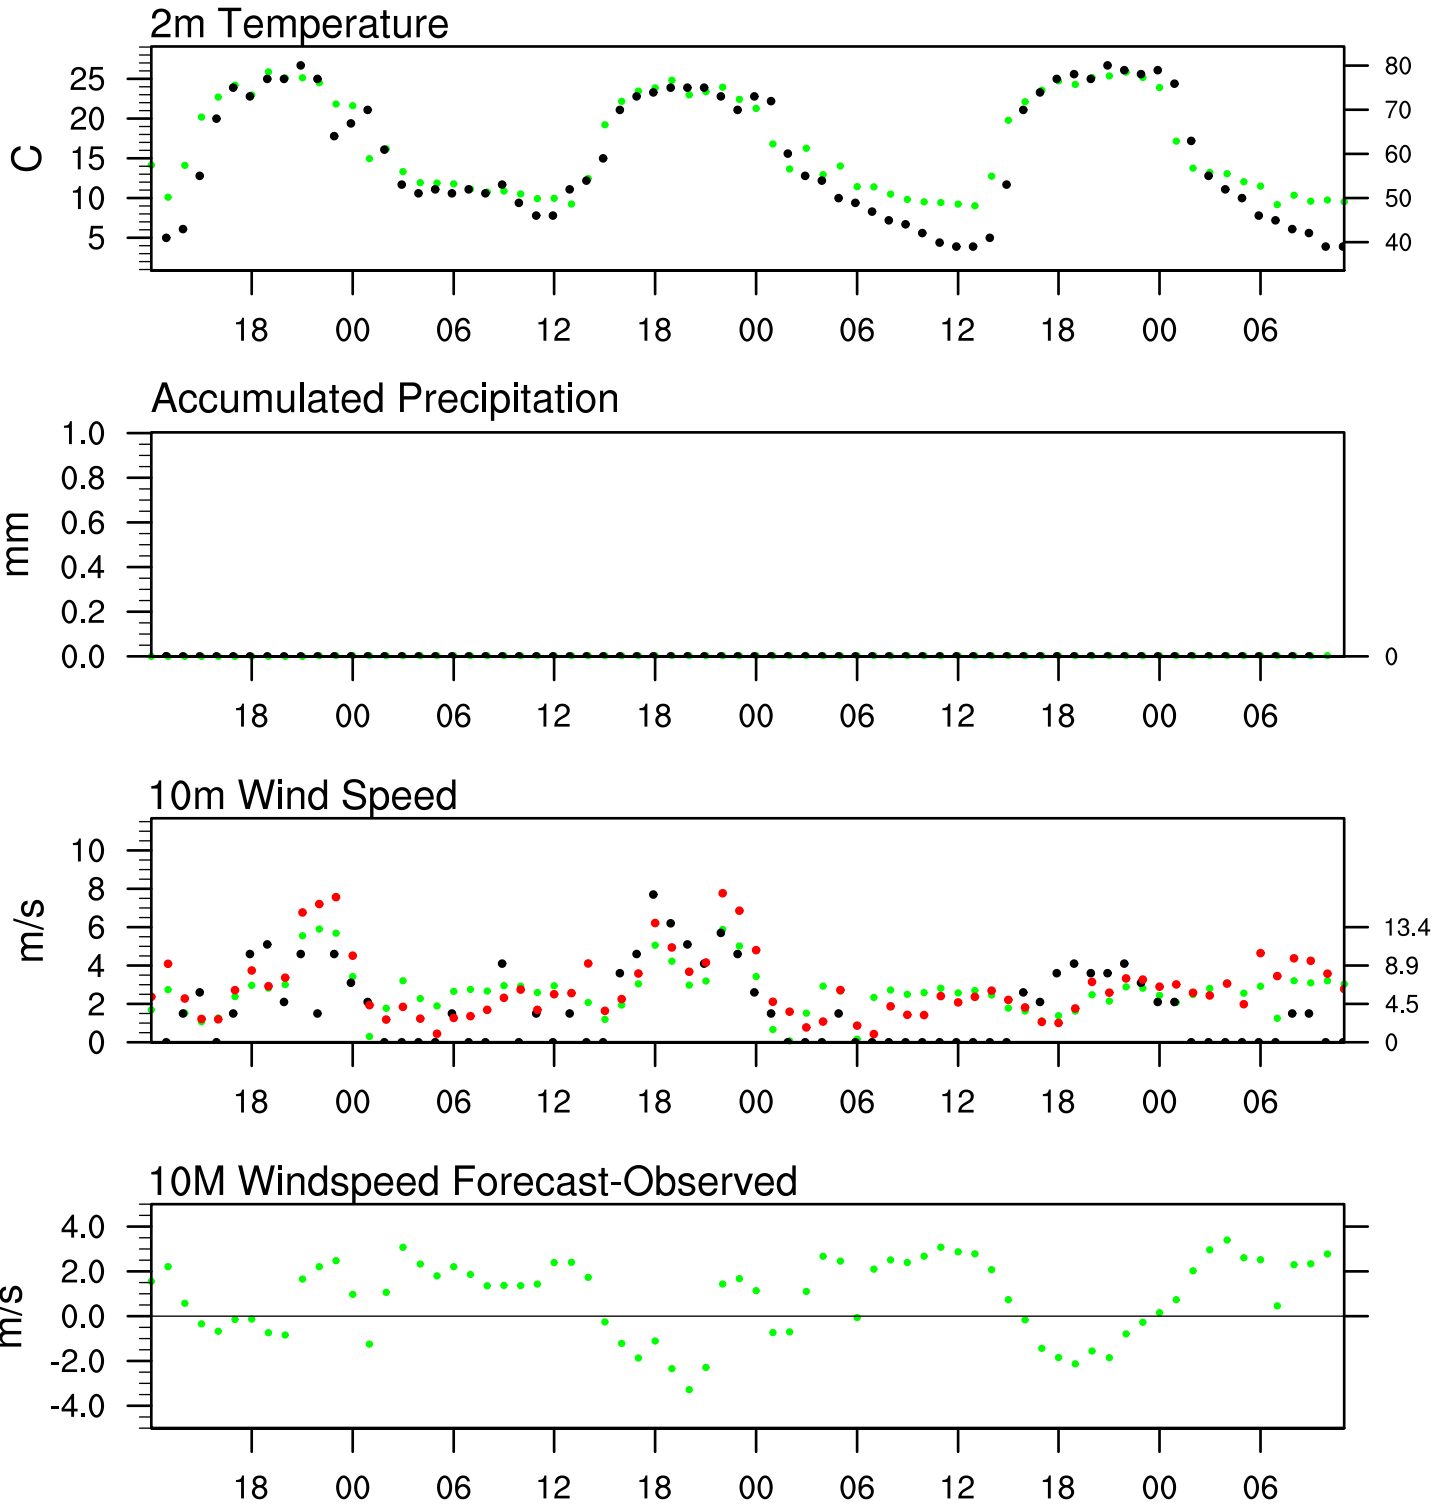 2m Temperature
C
25
20
15
10
5
80
70
60
50
40
18 00 06 12 18 00 06 12 18 00 06
Accumulated Precipitation
mm
1.0
0.8
0.6
0.4
0.2
0.0
0
18 00 06 12 18 00 06 12 18 00 06
10m Wind Speed
m/s
10
8
6
4
2
0
13.4
8.9
4.5
0
18 00 06 12 18 00 06 12 18 00 06
10M Windspeed Forecast-Observed
m/s
4.0
2.0
0.0
-2.0
-4.0
18 00 06 12 18 00 06 12 18 00 06